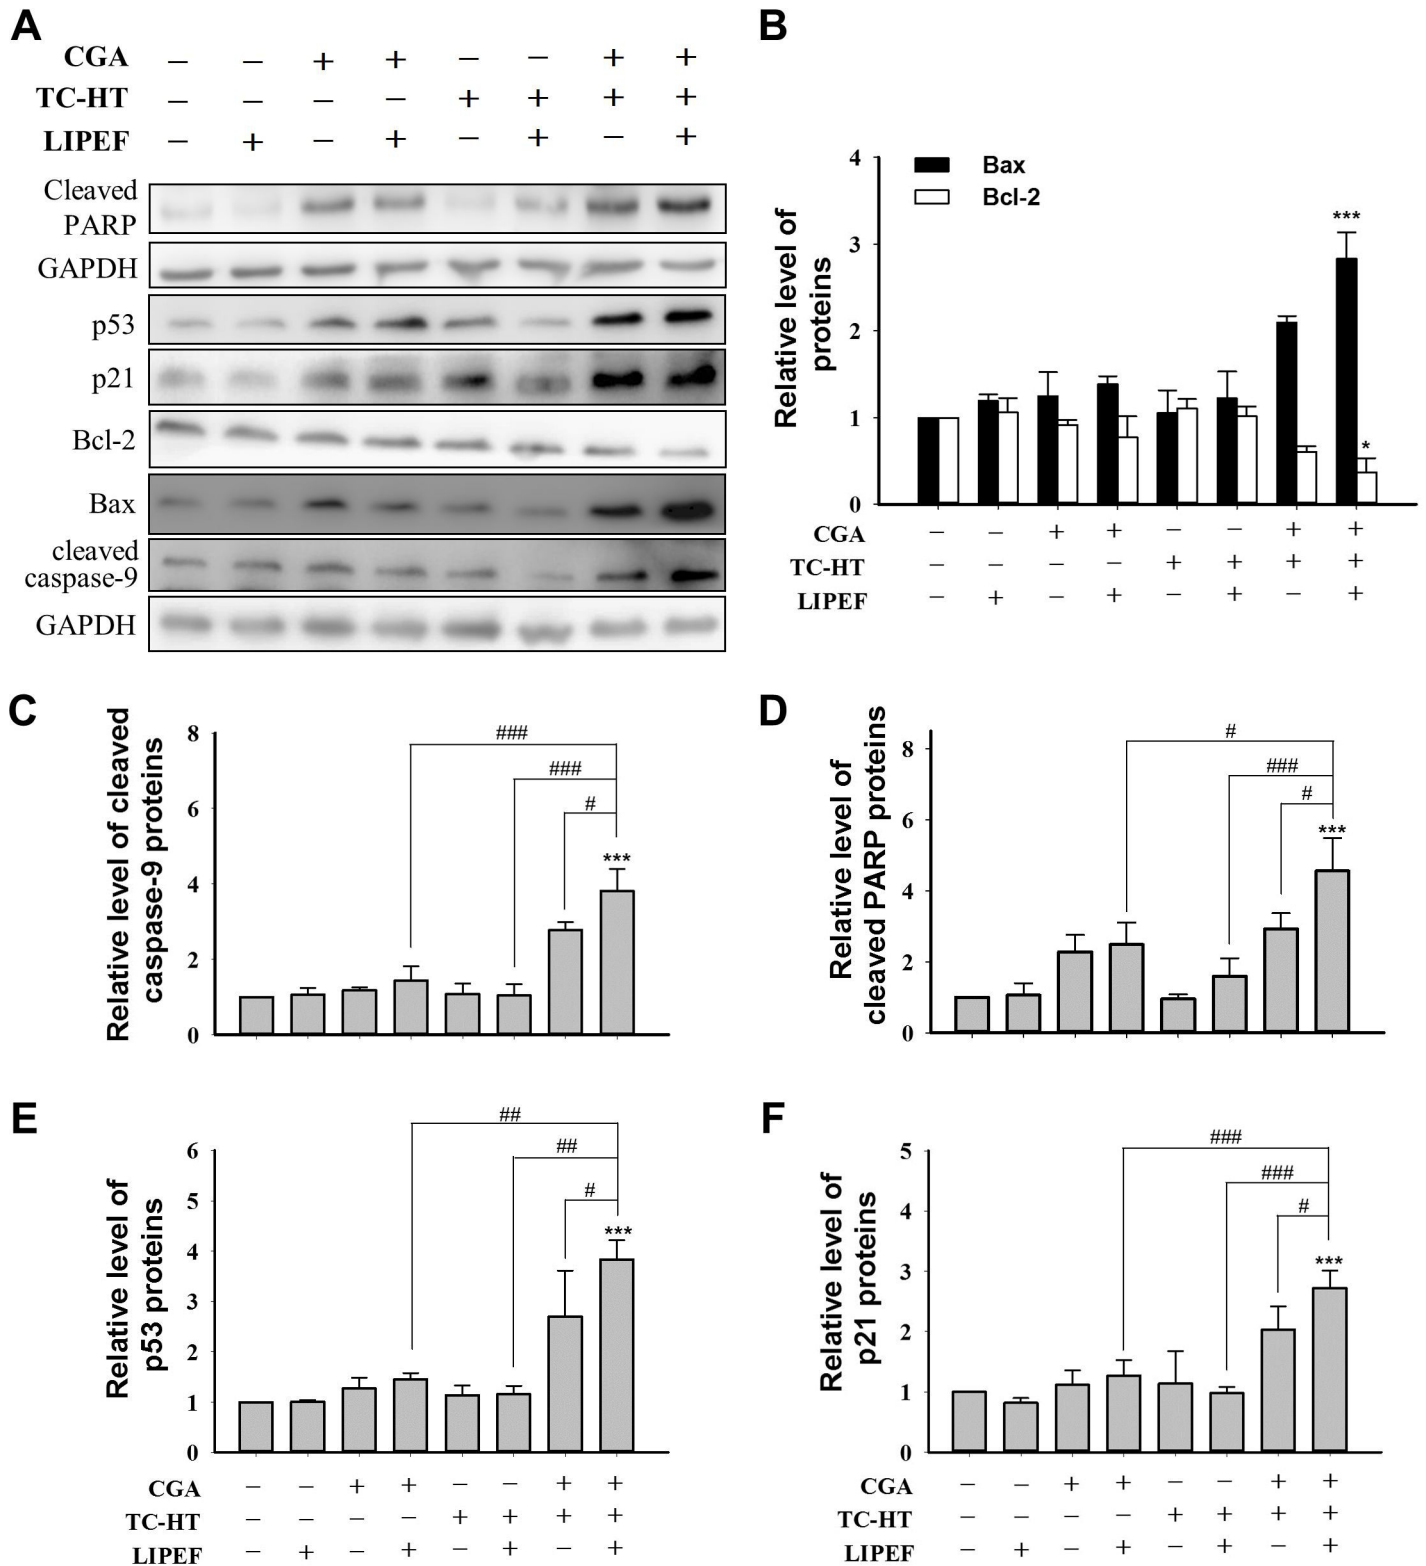 A
CGA − − + + − − + +
TC-HT − − − − + + + +
LIPEF − + − + − + − +
Cleaved
PARP
GAPDH
p53
p21
Bcl-2
Bax
cleaved
caspase-9
GAPDH
B
Relative level of
proteins
4
3
2
1
0
Bax
Bcl-2
***
*
CGA − − + + − − + +
TC-HT − − − − + + + +
LIPEF − + − + − + − +
C
Relative level of cleaved
caspase-9 proteins
8
6
4
2
0
###
###
#
***
D
Relative level of
cleaved PARP proteins
8
6
4
2
0
#
###
#
***
E
Relative level of
p53 proteins
6
5
4
3
2
1
0
##
##
#
***
CGA − − + + − − + +
TC-HT − − − − + + + +
LIPEF − + − + − + − +
F
Relative level of
p21 proteins
5
4
3
2
1
0
###
###
#
***
CGA − − + + − − + +
TC-HT − − − − + + + +
LIPEF − + − + − + − +